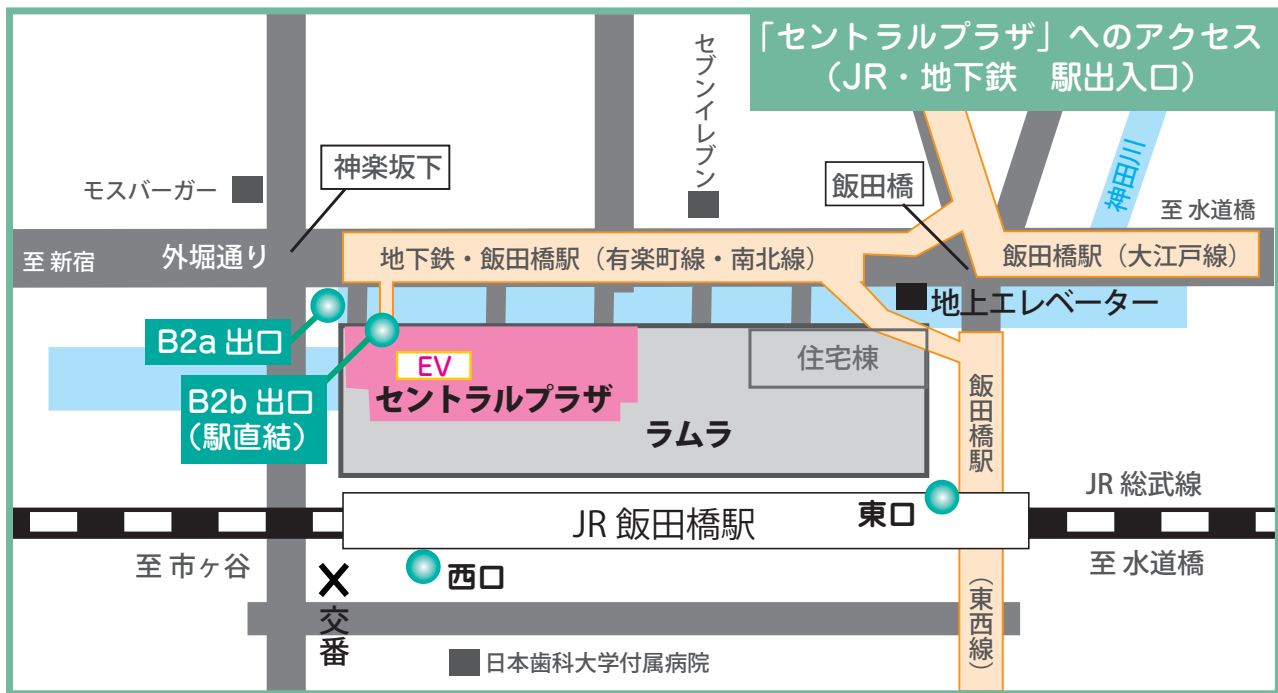 「セントラルプラザ」へのアクセス
（JR・地下鉄　駅出入口）
セブンイレブン
神楽坂下
モスバーガー
飯田橋
神田川
至 水道橋
至 新宿
外堀通り
地下鉄・飯田橋駅（有楽町線・南北線）
飯田橋駅（大江戸線）
地上エレベーター
B2a 出口
EV
住宅棟
セントラルプラザ
B2b 出口
（駅直結）
ラムラ
飯田橋駅
JR 総武線
東口
JR 飯田橋駅
至 市ヶ谷
西口
至 水道橋
交番
（東西線）
日本歯科大学付属病院